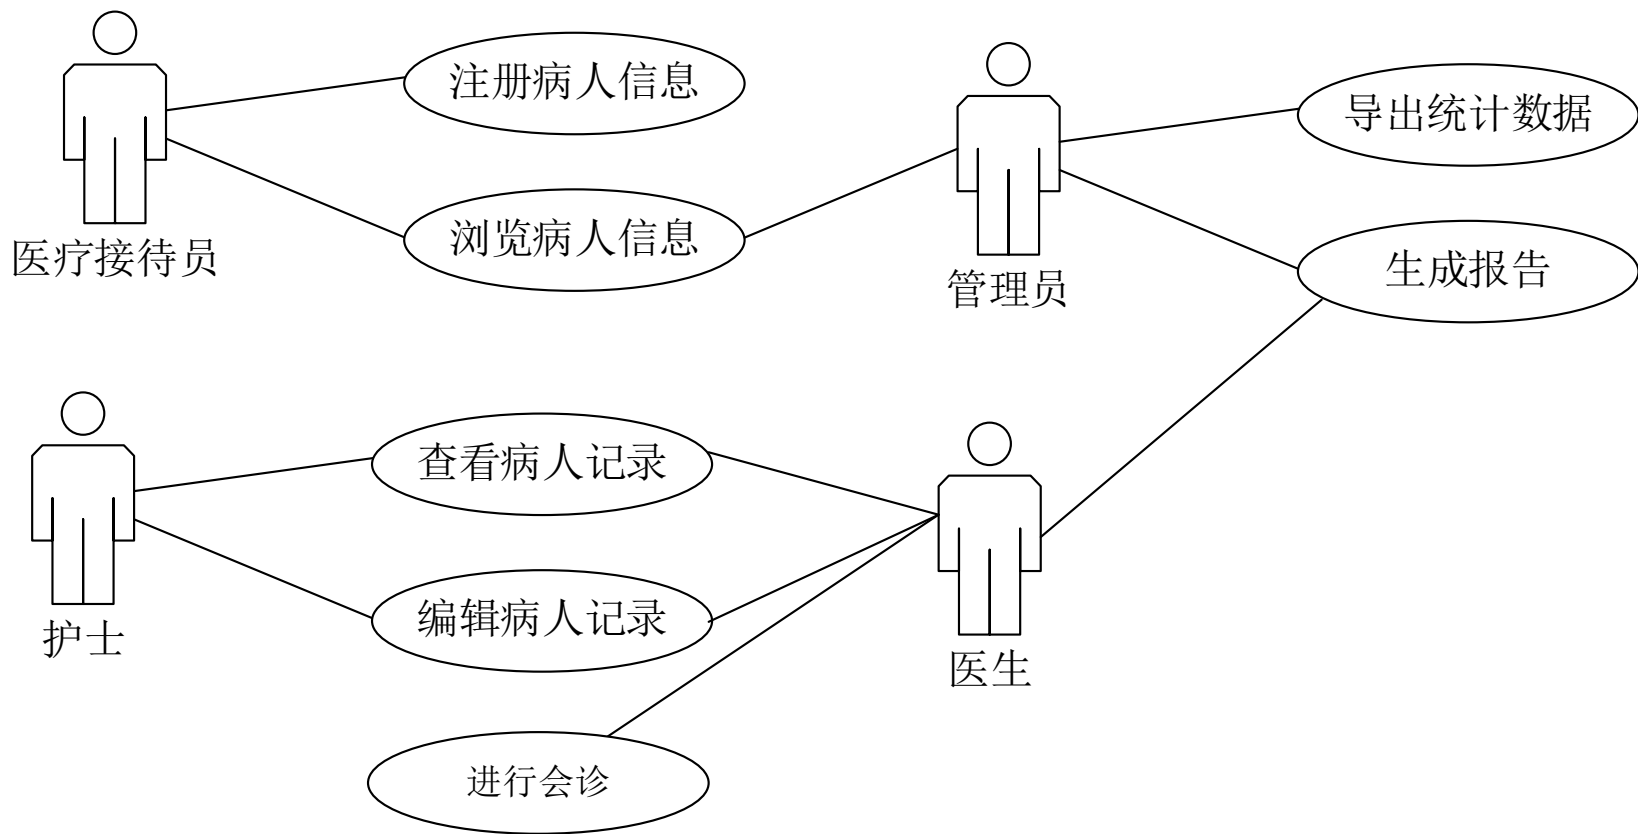 注册病人信息
导出统计数据
浏览病人信息
医疗接待员
生成报告
管理员
查看病人记录
编辑病人记录
护士
医生
进行会诊